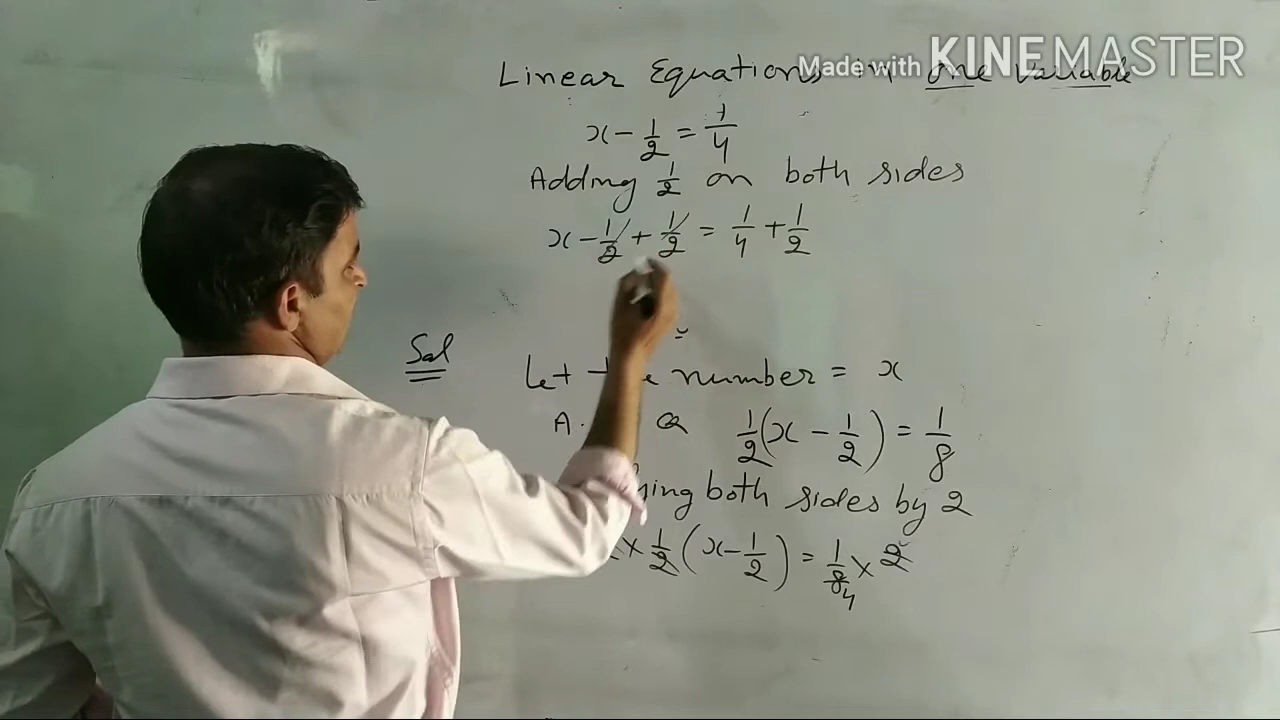 Made with KINEMASTER
Linear Equations in one variable
x - 1/2 = 1/4
Adding 1/2 on both sides
x - 1/2 + 1/2 = 1/4 + 1/2
Sol
Let number = x
A. Q 1/2(x - 1/2) = 1/8
both sides by 2
× 1/2 (x - 1/2) = 1/8 × 2
4